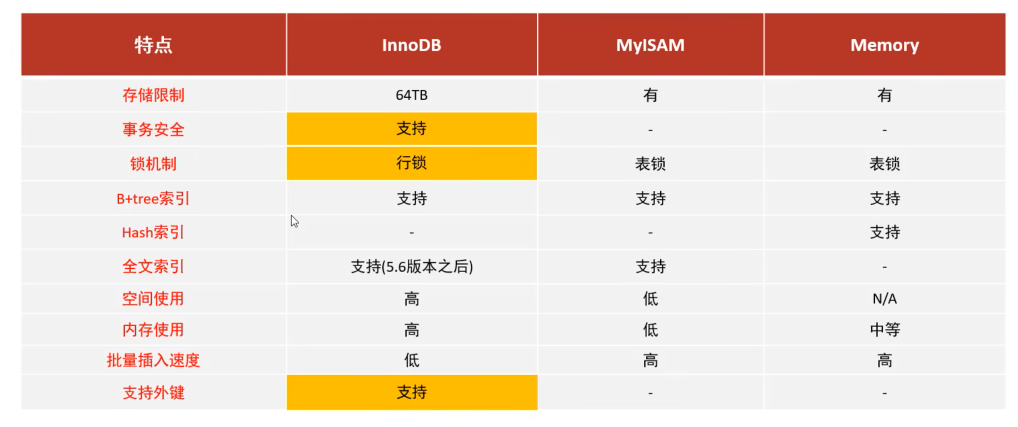 特点 InnoDB MyISAM Memory
存储限制 64TB 有 有
事务安全 支持 - -
锁机制 行锁 表锁 表锁
B+tree索引 支持 支持 支持
Hash索引 - - 支持
全文索引 支持(5.6版本之后) 支持 -
空间使用 高 低 N/A
内存使用 高 低 中等
批量插入速度 低 高 高
支持外键 支持 - -